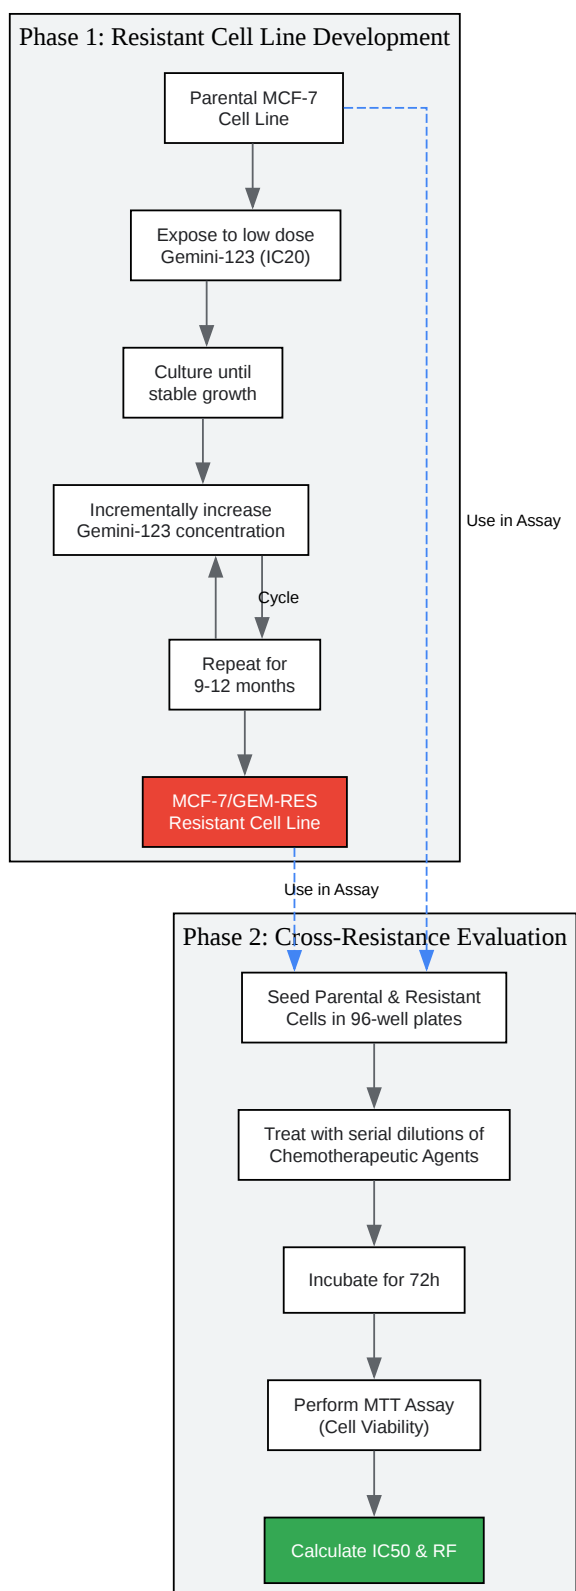 Phase 1: Resistant Cell Line Development
Parental MCF-7
Cell Line
Expose to low dose
Gemini-123 (IC20)
Culture until
stable growth
Incrementally increase
Gemini-123 concentration
Use in Assay
Cycle
Repeat for
9-12 months
MCF-7/GEM-RES
Resistant Cell Line
Use in Assay
Phase 2: Cross-Resistance Evaluation
Seed Parental & Resistant
Cells in 96-well plates
Treat with serial dilutions of
Chemotherapeutic Agents
Incubate for 72h
Perform MTT Assay
(Cell Viability)
Calculate IC50 & RF